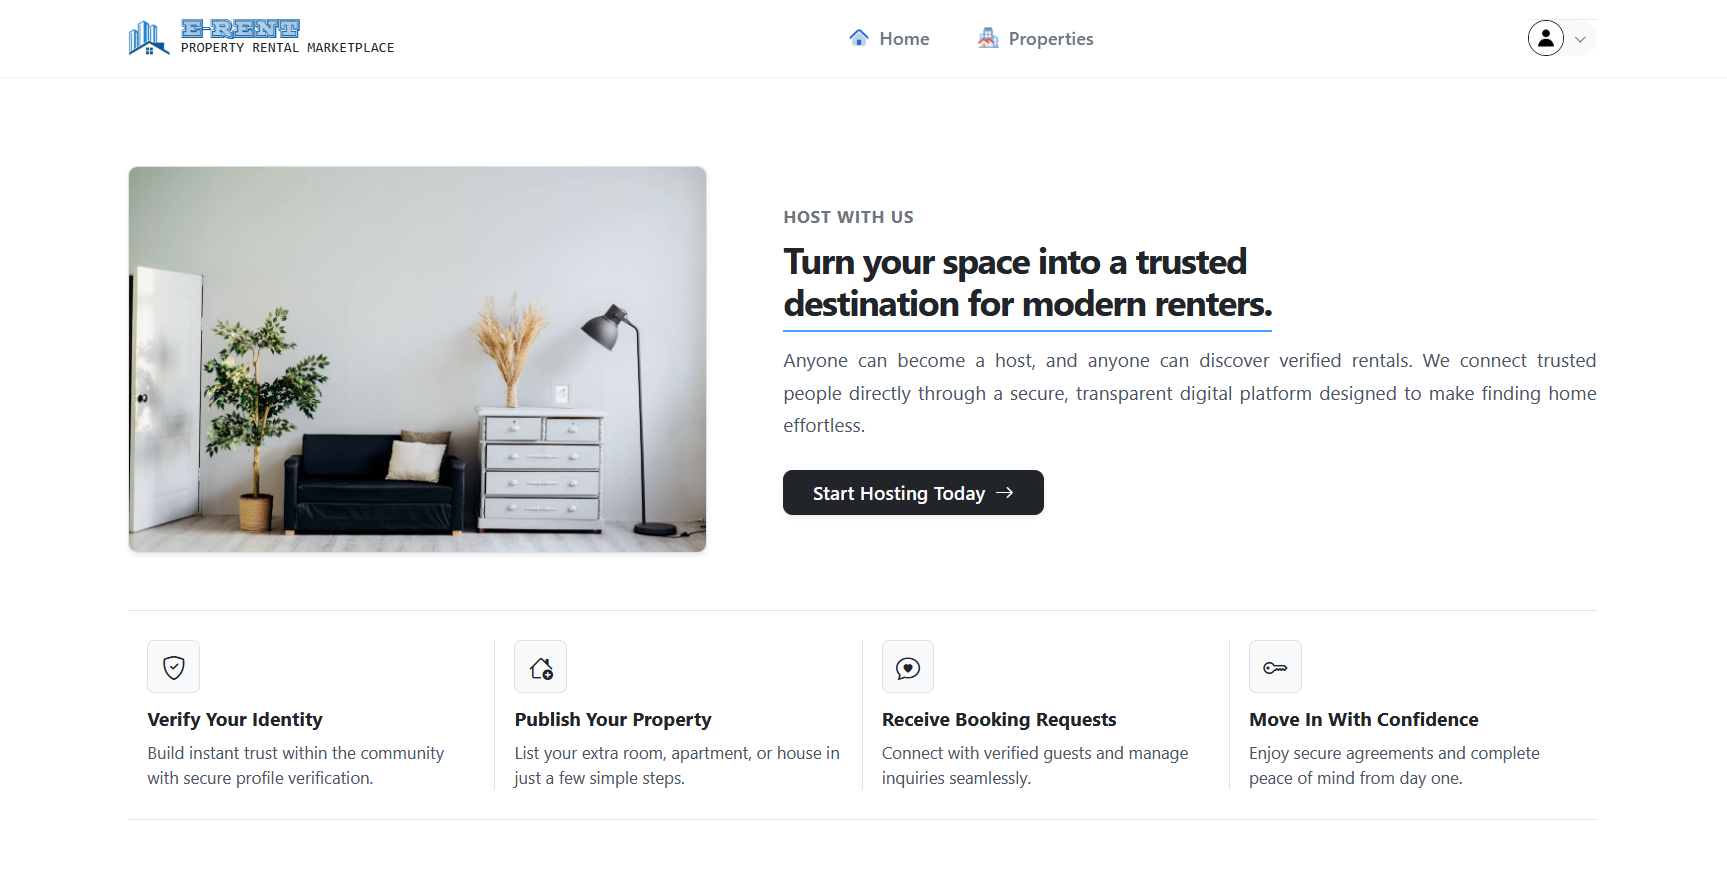 E-RENT
PROPERTY RENTAL MARKETPLACE
Home
Properties
HOST WITH US
Turn your space into a trusted
destination for modern renters.
Anyone can become a host, and anyone can discover verified rentals. We connect trusted
people directly through a secure, transparent digital platform designed to make finding home
effortless.
Start Hosting Today →
Verify Your Identity
Build instant trust within the community
with secure profile verification.
Publish Your Property
List your extra room, apartment, or house in
just a few simple steps.
Receive Booking Requests
Connect with verified guests and manage
inquiries seamlessly.
Move In With Confidence
Enjoy secure agreements and complete
peace of mind from day one.